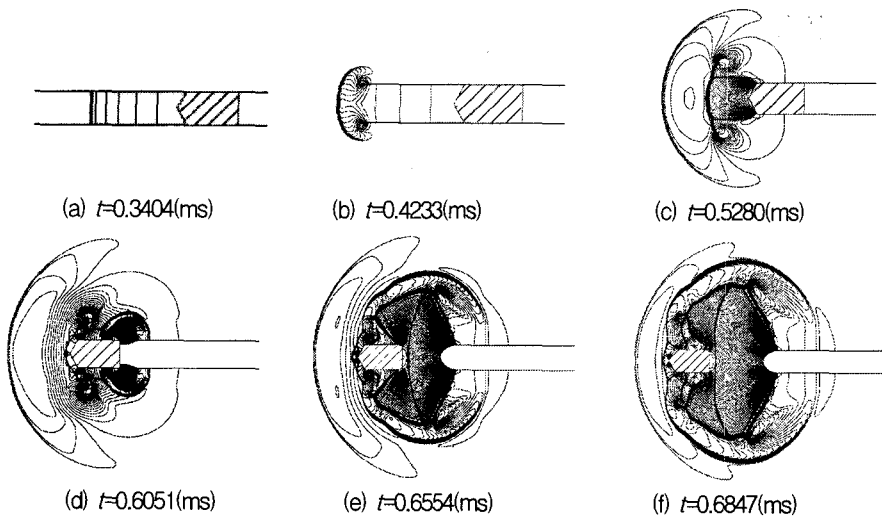 (a) t=0.3404(ms)
(b) t=0.4233(ms)
(c) t=0.5280(ms)
(d) t=0.6051(ms)
(e) t=0.6554(ms)
(f) t=0.6847(ms)